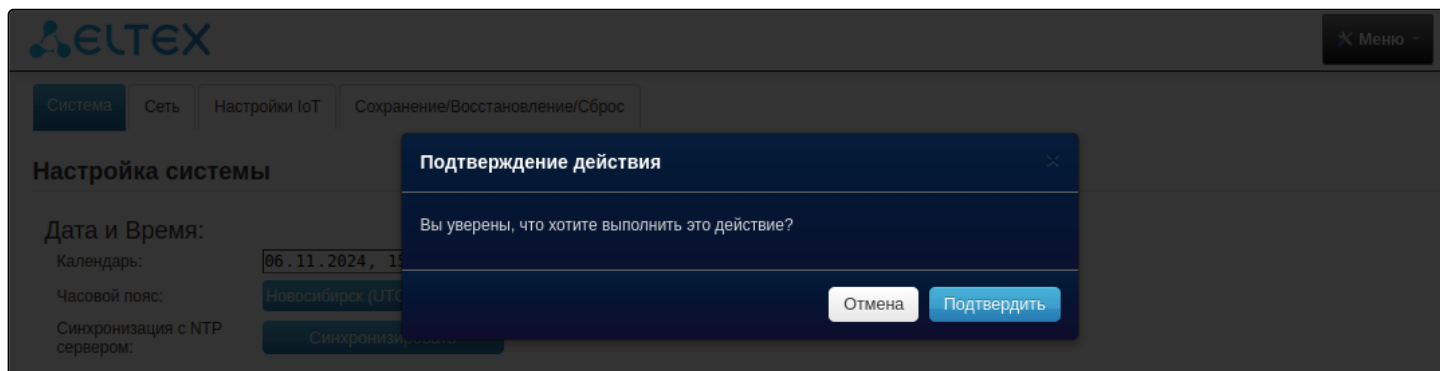 ELTEX
Меню
Система Сеть Настройки IoT Сохранение/Восстановление/Сброс
Настройка системы
Подтверждение действия
Дата и Время:
Вы уверены, что хотите выполнить это действие?
Календарь: 06.11.2024, 15
Часовой пояс: Новосибирск (UTC
Отмена Подтвердить
Синхронизация с NTP
сервером:
Синхронизировать